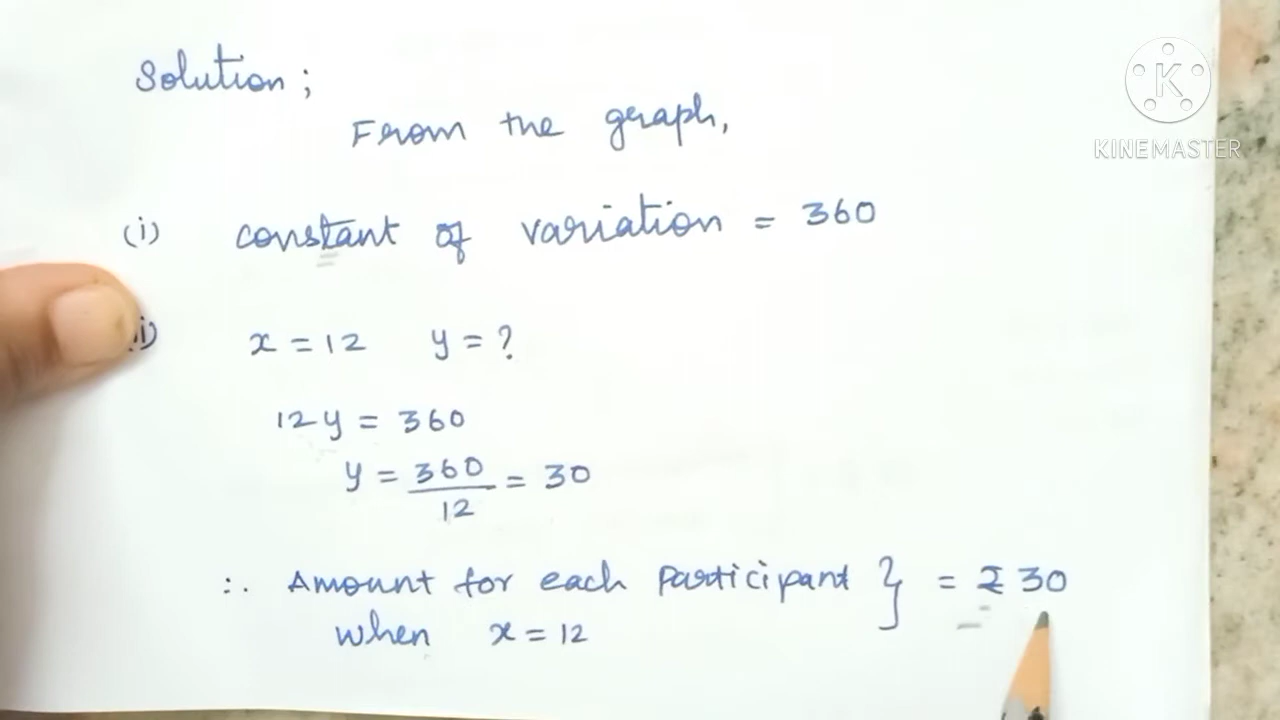 Solution;
From the graph,
(i) constant of variation = 360
x = 12 y = ?
12y = 360
y = 360/12 = 30
∴ Amount for each participant } = ₹ 30
when x = 12
K
KINEMASTER